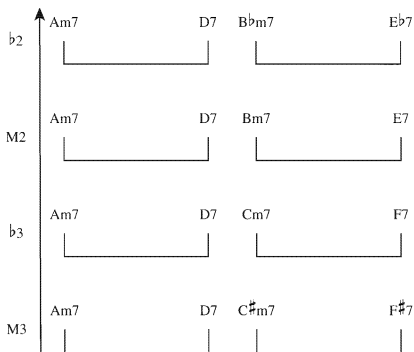 Am7 D7 B♭m7 E♭7
♭2
Am7 D7 Bm7 E7
M2
Am7 D7 Cm7 F7
♭3
Am7 D7 C♯m7 F♯7
M3